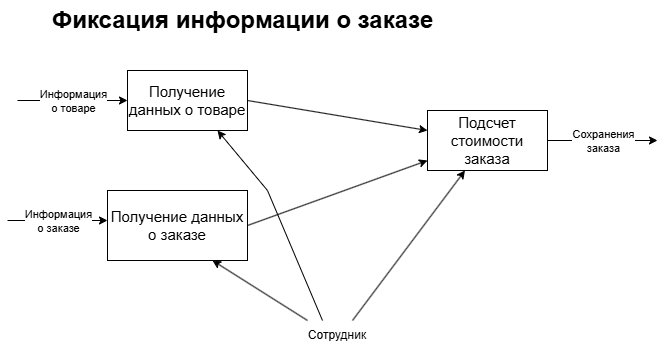 Фиксация информации о заказе
Информация
о товаре
Получение
данных о товаре
Подсчет
стоимости
заказа
Сохранения
заказа
Информация
о заказе
Получение данных
о заказе
Сотрудник